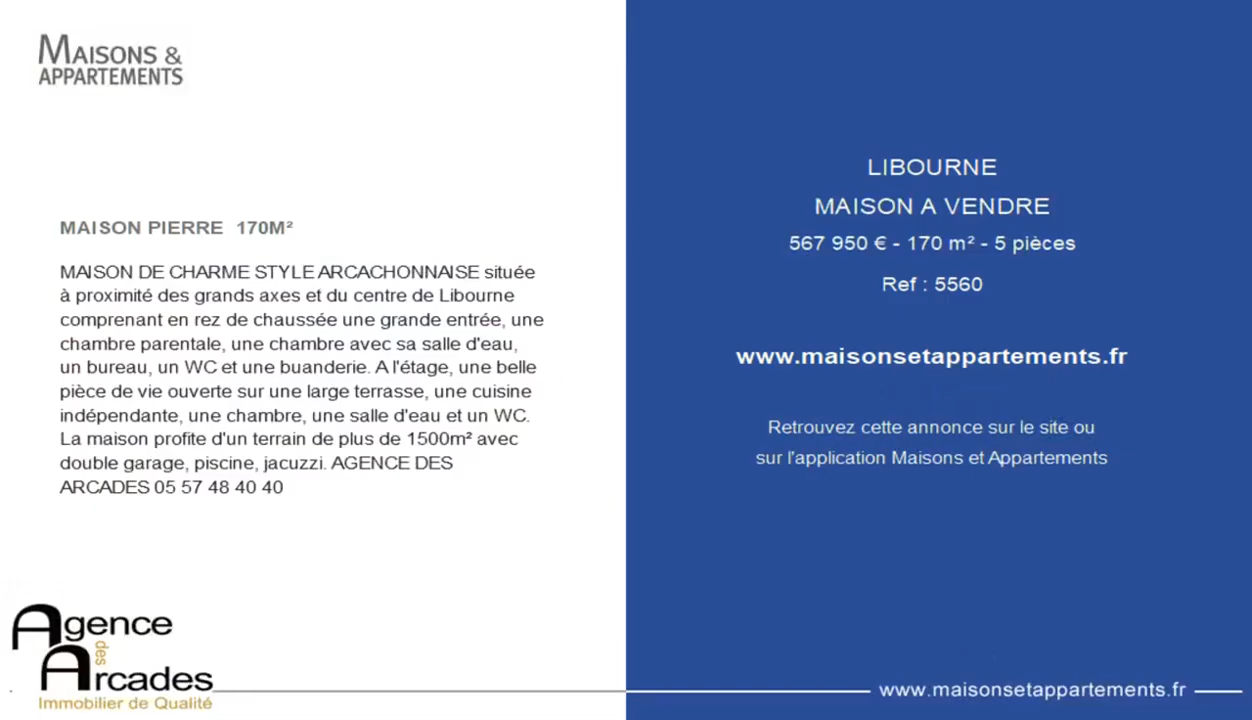 MAISONS &
APPARTEMENTS
MAISON PIERRE 170M²
MAISON DE CHARME STYLE ARCACHONNAISE située
à proximité des grands axes et du centre de Libourne
comprenant en rez de chaussée une grande entrée, une
chambre parentale, une chambre avec sa salle d'eau,
un bureau, un WC et une buanderie. A l'étage, une belle
pièce de vie ouverte sur une large terrasse, une cuisine
indépendante, une chambre, une salle d'eau et un WC.
La maison profite d'un terrain de plus de 1500m² avec
double garage, piscine, jacuzzi. AGENCE DES
ARCADES 05 57 48 40 40
Agence
des
Arcades
Immobilier de Qualité
LIBOURNE
MAISON A VENDRE
567 950 € - 170 m² - 5 pièces
Ref : 5560
www.maisonsetappartements.fr
Retrouvez cette annonce sur le site ou
sur l'application Maisons et Appartements
www.maisonsetappartements.fr